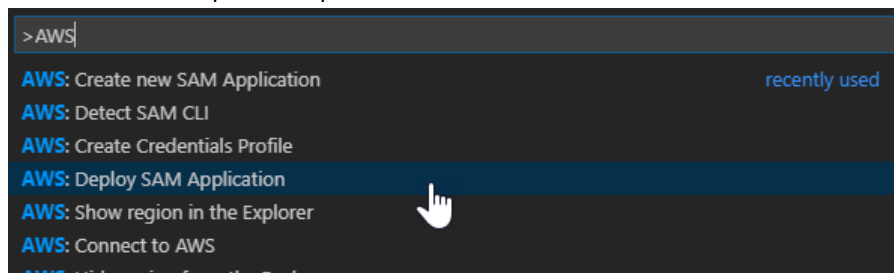 >AWS
AWS: Create new SAM Application recently used
AWS: Detect SAM CLI
AWS: Create Credentials Profile
AWS: Deploy SAM Application
AWS: Show region in the Explorer
AWS: Connect to AWS